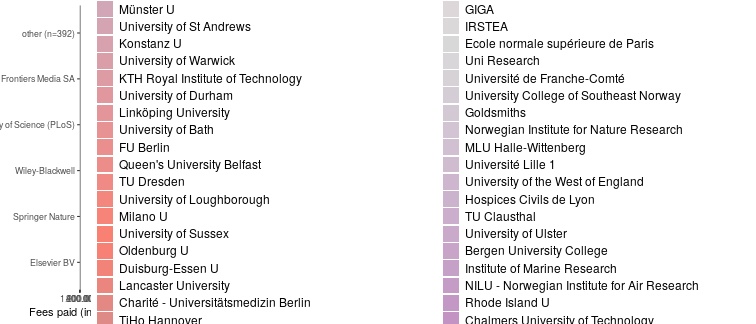 other (n=392)
Frontiers Media SA
y of Science (PLoS)
Wiley-Blackwell
Springer Nature
Elsevier BV
Fees paid (in
Münster U
University of St Andrews
Konstanz U
University of Warwick
KTH Royal Institute of Technology
University of Durham
Linköping University
University of Bath
FU Berlin
Queen's University Belfast
TU Dresden
University of Loughborough
Milano U
University of Sussex
Oldenburg U
Duisburg-Essen U
Lancaster University
Charité - Universitätsmedizin Berlin
TiHo Hannover
GIGA
IRSTEA
Ecole normale supérieure de Paris
Uni Research
Université de Franche-Comté
University College of Southeast Norway
Goldsmiths
Norwegian Institute for Nature Research
MLU Halle-Wittenberg
Université Lille 1
University of the West of England
Hospices Civils de Lyon
TU Clausthal
University of Ulster
Bergen University College
Institute of Marine Research
NILU - Norwegian Institute for Air Research
Rhode Island U
Chalmers University of Technology